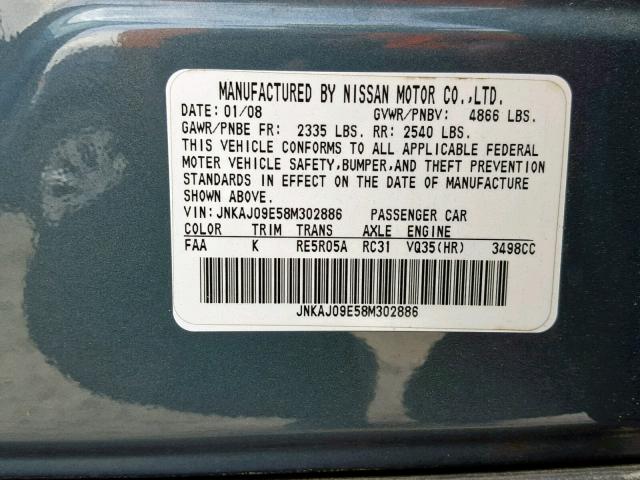 MANUFACTURED BY NISSAN MOTOR CO.,LTD.
DATE: 01/08 GVWR/PNBV: 4866 LBS.
GAWR/PNBE FR: 2335 LBS. RR: 2540 LBS.
THIS VEHICLE CONFORMS TO ALL APPLICABLE FEDERAL
MOTER VEHICLE SAFETY,BUMPER,AND THEFT PREVENTION
STANDARDS IN EFFECT ON THE DATE OF MANUFACTURE
SHOWN ABOVE.
VIN: JNKAJ09E58M302886 PASSENGER CAR
COLOR TRIM TRANS AXLE ENGINE
FAA K RE5R05A RC31 VQ35(HR) 3498CC
JNKAJ09E58M302886